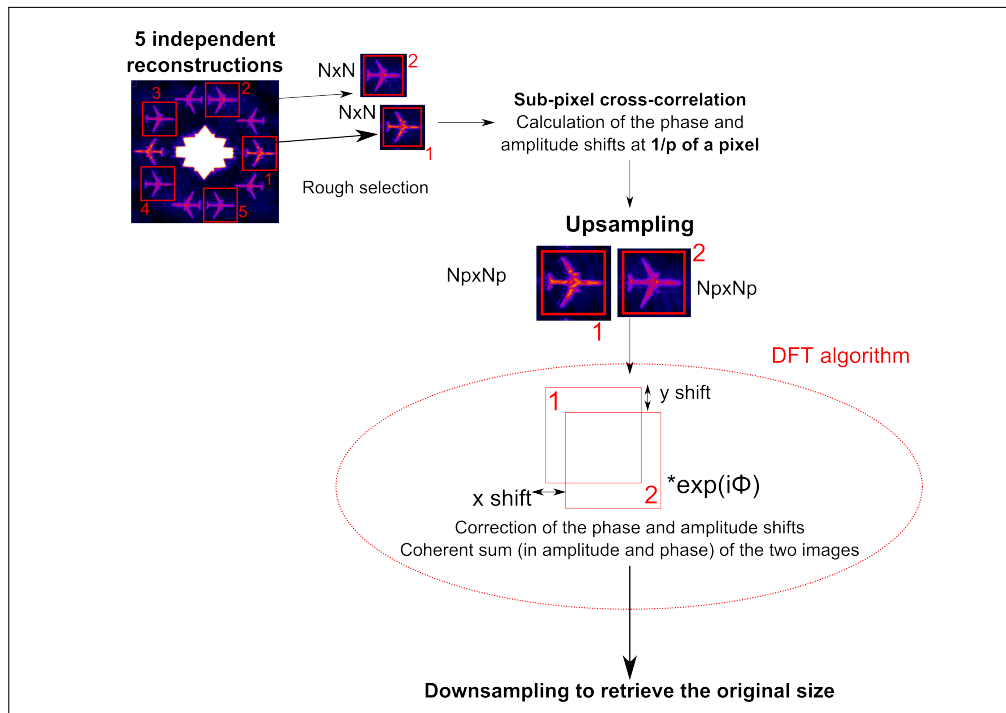 5 independent
reconstructions
3
2
1
4
5
NxN
2
NxN
1
Rough selection
Sub-pixel cross-correlation
Calculation of the phase and
amplitude shifts at 1/p of a pixel
Upsampling
NpxNp
1
2
NpxNp
DFT algorithm
1
y shift
x shift
2
*exp(iΦ)
Correction of the phase and amplitude shifts
Coherent sum (in amplitude and phase) of the two images
Downsampling to retrieve the original size